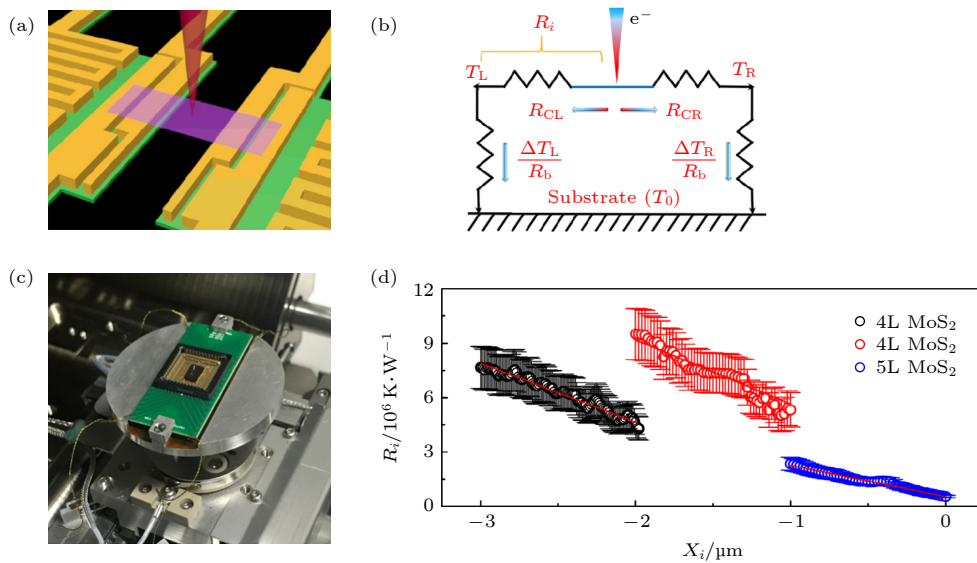 (a)
(b)
R_i
e⁻
T_L
T_R
R_CL
R_CR
ΔT_L
R_b
ΔT_R
R_b
Substrate (T_0)
(c)
(d)
12
9
6
3
0
R_i/10⁶ K·W⁻¹
4L MoS₂
4L MoS₂
5L MoS₂
−3
−2
−1
0
X_i/µm